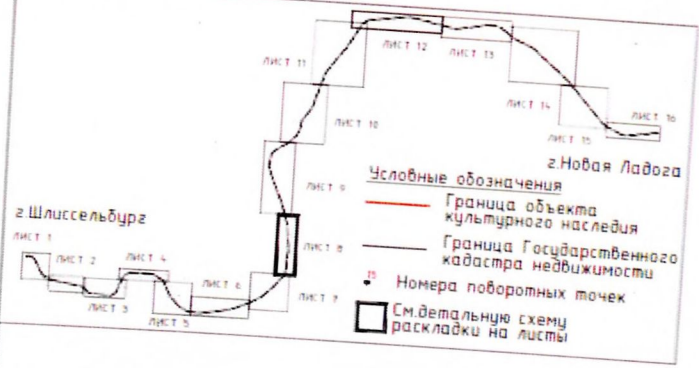 ЛИСТ 12
ЛИСТ 13
ЛИСТ 11
ЛИСТ 14
ЛИСТ 16
ЛИСТ 10
ЛИСТ 15
г.Новая Ладога
Условные обозначения
ЛИСТ 9
Граница объекта
культурного наследия
г.Шлиссельбург
ЛИСТ 1
ЛИСТ 2
ЛИСТ 4
ЛИСТ 8
Граница Государственного
кадастра недвижимости
ЛИСТ 6
15
Номера поворотных точек
ЛИСТ 3
ЛИСТ 5
ЛИСТ 7
См.детальную схему
раскладки на листы